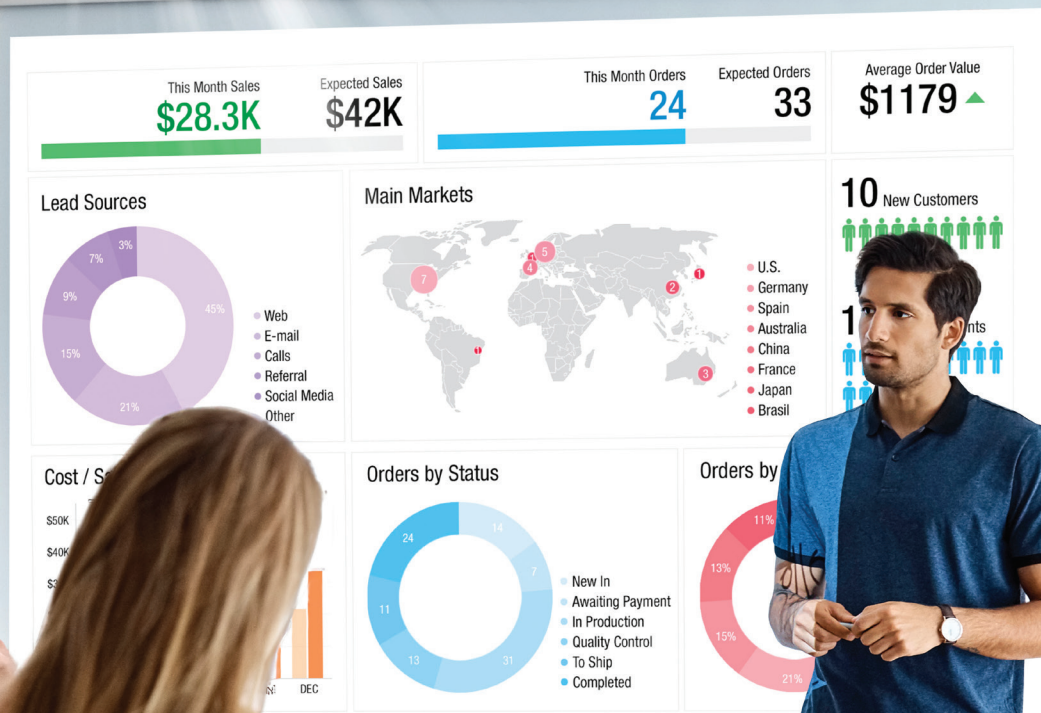 This Month Sales
$28.3K
Expected Sales
$42K
This Month Orders
24
Expected Orders
33
Average Order Value
$1179
Lead Sources
3%
7%
9%
15%
21%
45%
Web
E-mail
Calls
Referral
Social Media
Other
Main Markets
7
5
4
1
2
3
1
U.S.
Germany
Spain
Australia
China
France
Japan
Brasil
10 New Customers
Cost /
$50K
$40K
DEC
Orders by Status
24
14
7
31
13
11
New In
Awaiting Payment
In Production
Quality Control
To Ship
Completed
Orders by
11%
13%
15%
21%